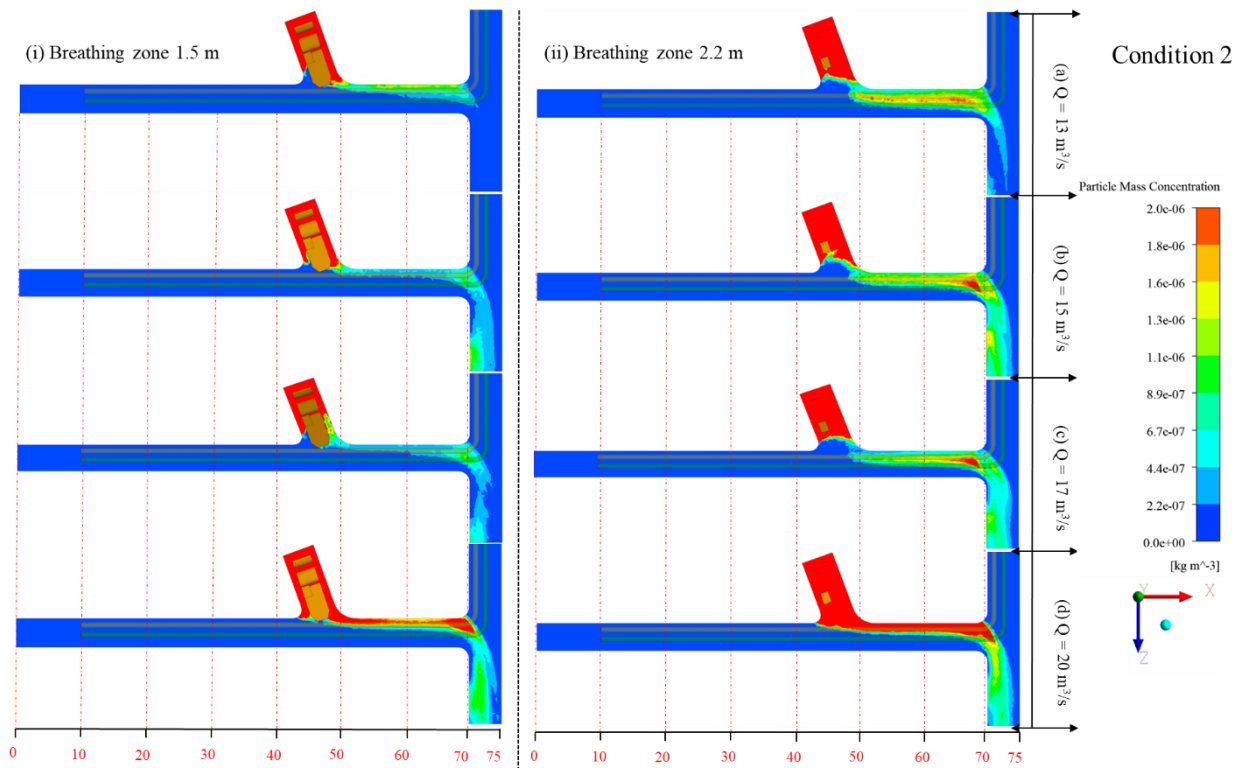 (i) Breathing zone 1.5 m
(ii) Breathing zone 2.2 m
Condition 2
(a) Q = 13 m³/s
(b) Q = 15 m³/s
(c) Q = 17 m³/s
(d) Q = 20 m³/s
Particle Mass Concentration
2.0e-06
1.8e-06
1.6e-06
1.3e-06
1.1e-06
8.9e-07
6.7e-07
4.4e-07
2.2e-07
0.0e+00
[kg m^-3]
Y
X
Z
0 10 20 30 40 50 60 70 75
0 10 20 30 40 50 60 70 75